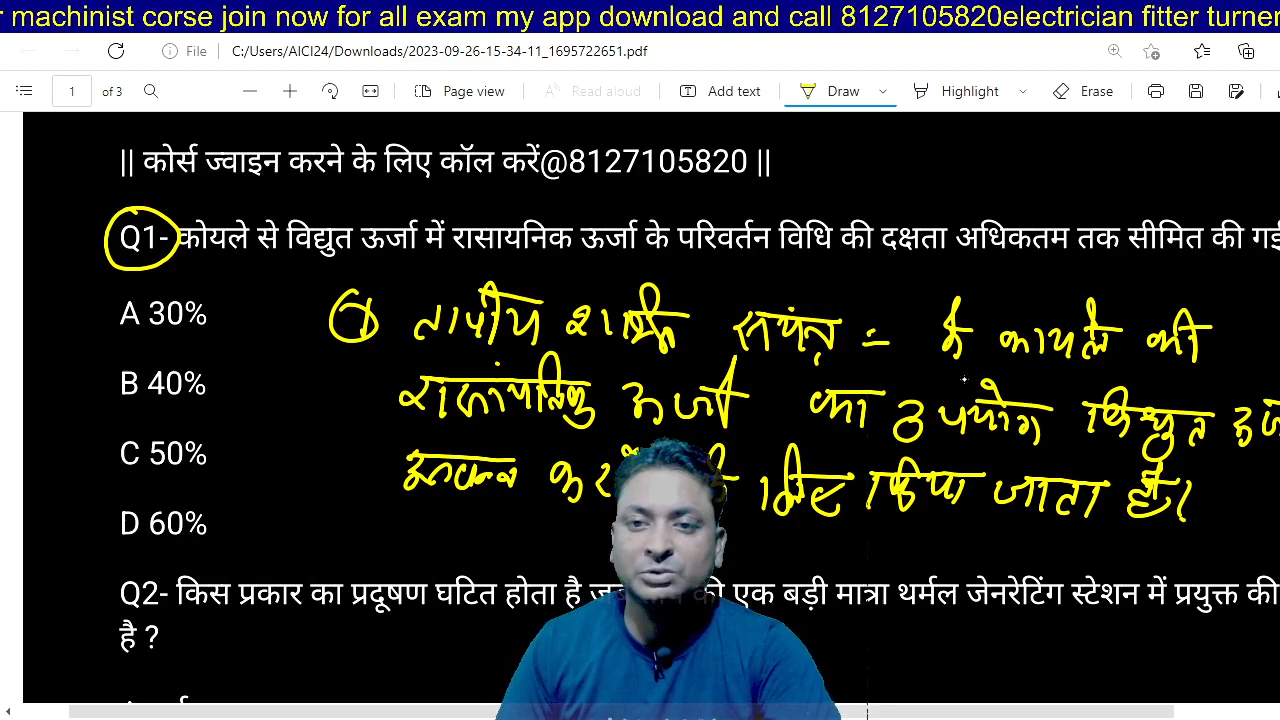 r machinist corse join now for all exam my app download and call 8127105820electrician fitter turner
File C:/Users/AICI24/Downloads/2023-09-26-15-34-11_1695722651.pdf
1 of 3 Page view Read aloud Add text Draw Highlight Erase
|| कोर्स ज्वाइन करने के लिए कॉल करें@8127105820 ||
Q1- कोयले से विद्युत ऊर्जा में रासायनिक ऊर्जा के परिवर्तन विधि की दक्षता अधिकतम तक सीमित की गई
A 30%
तापीय शक्ति सयंत्र = में कोयले की
B 40%
ऊर्जा का उपयोग विद्युत
C 50%
लिए किया जाता है।
D 60%
Q2- किस प्रकार का प्रदूषण घटित होता है एक बड़ी मात्रा थर्मल जेनरेटिंग स्टेशन में प्रयुक्त की
है ?